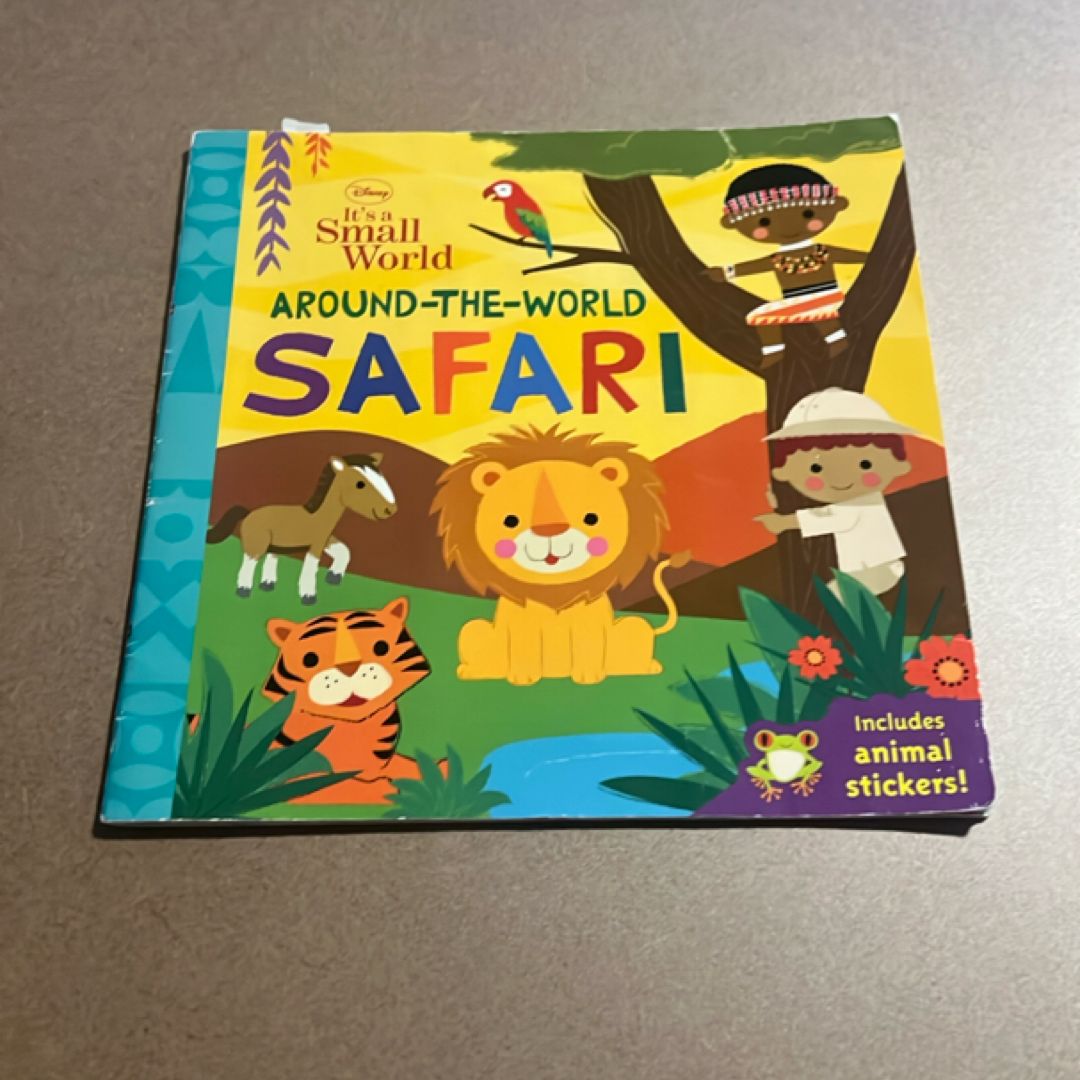 Disney
It's a
Small
World
AROUND-THE-WORLD
SAFARI
Includes
animal
stickers!